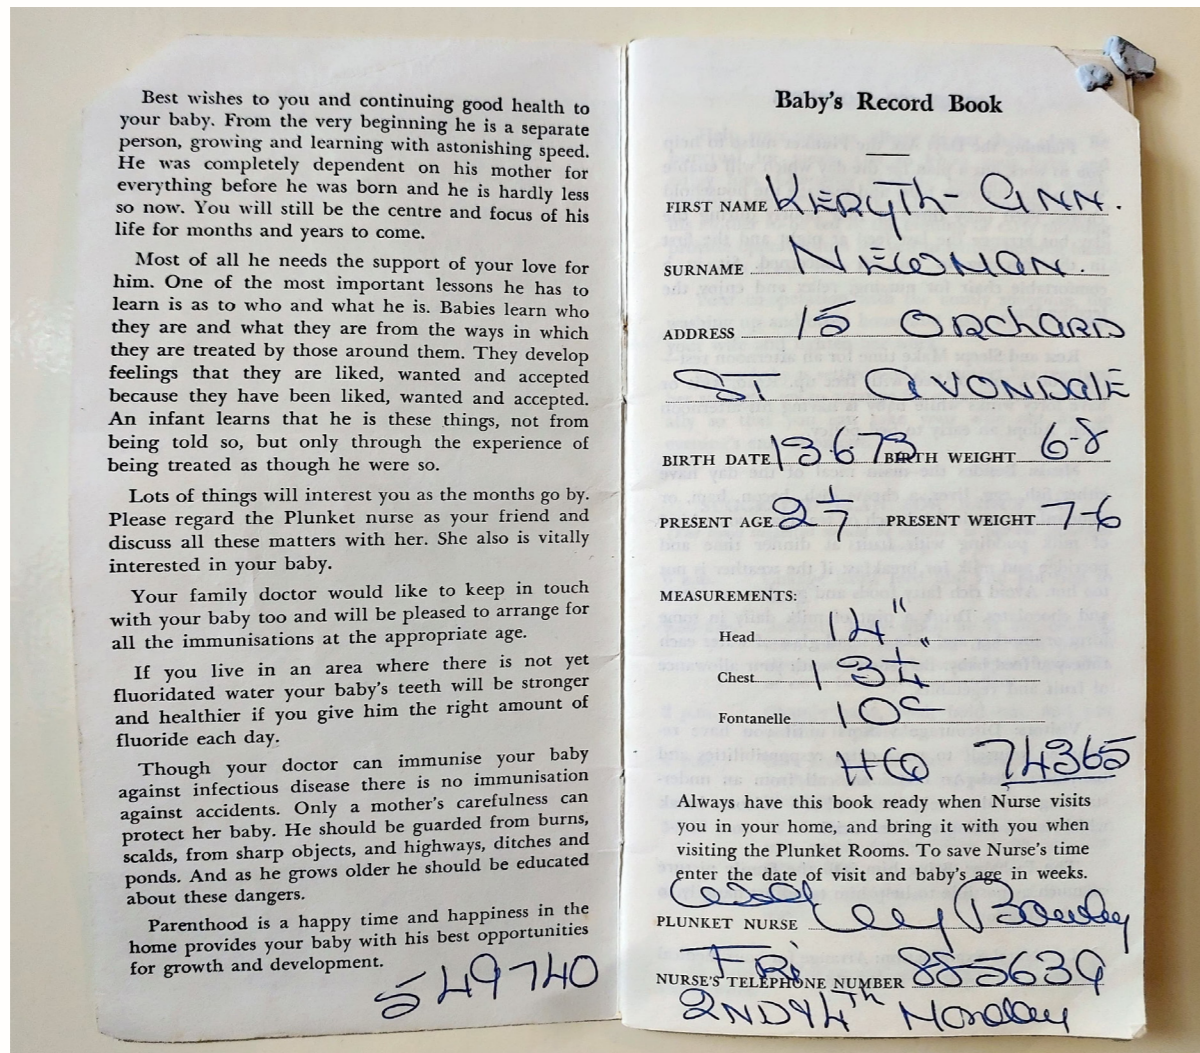 Best wishes to you and continuing good health to
your baby. From the very beginning he is a separate
person, growing and learning with astonishing speed.
He was completely dependent on his mother for
everything before he was born and he is hardly less
so now. You will still be the centre and focus of his
life for months and years to come.
Most of all he needs the support of your love for
him. One of the most important lessons he has to
learn is as to who and what he is. Babies learn who
they are and what they are from the ways in which
they are treated by those around them. They develop
feelings that they are liked, wanted and accepted
because they have been liked, wanted and accepted.
An infant learns that he is these things, not from
being told so, but only through the experience of
being treated as though he were so.
Lots of things will interest you as the months go by.
Please regard the Plunket nurse as your friend and
discuss all these matters with her. She also is vitally
interested in your baby.
Your family doctor would like to keep in touch
with your baby too and will be pleased to arrange for
all the immunisations at the appropriate age.
If you live in an area where there is not yet
fluoridated water your baby's teeth will be stronger
and healthier if you give him the right amount of
fluoride each day.
Though your doctor can immunise your baby
against infectious disease there is no immunisation
against accidents. Only a mother's carefulness can
protect her baby. He should be guarded from burns,
scalds, from sharp objects, and highways, ditches and
ponds. And as he grows older he should be educated
about these dangers.
Parenthood is a happy time and happiness in the
home provides your baby with his best opportunities
for growth and development.
549740
Baby's Record Book
FIRST NAME KERYTH-ANN.
SURNAME NEWMAN.
ADDRESS 15 ORCHARD
ST AVONDALE
BIRTH DATE 13.6.73 BIRTH WEIGHT 6-8
PRESENT AGE 2 1/7 PRESENT WEIGHT 7-6
MEASUREMENTS:
Head 14"
Chest 13 1/4"
Fontanelle 10c
HQ 74365
Always have this book ready when Nurse visits
you in your home, and bring it with you when
visiting the Plunket Rooms. To save Nurse's time
enter the date of visit and baby's age in weeks.
PLUNKET NURSE
Fri
NURSE'S TELEPHONE NUMBER 885639
2ND & 4TH Monday